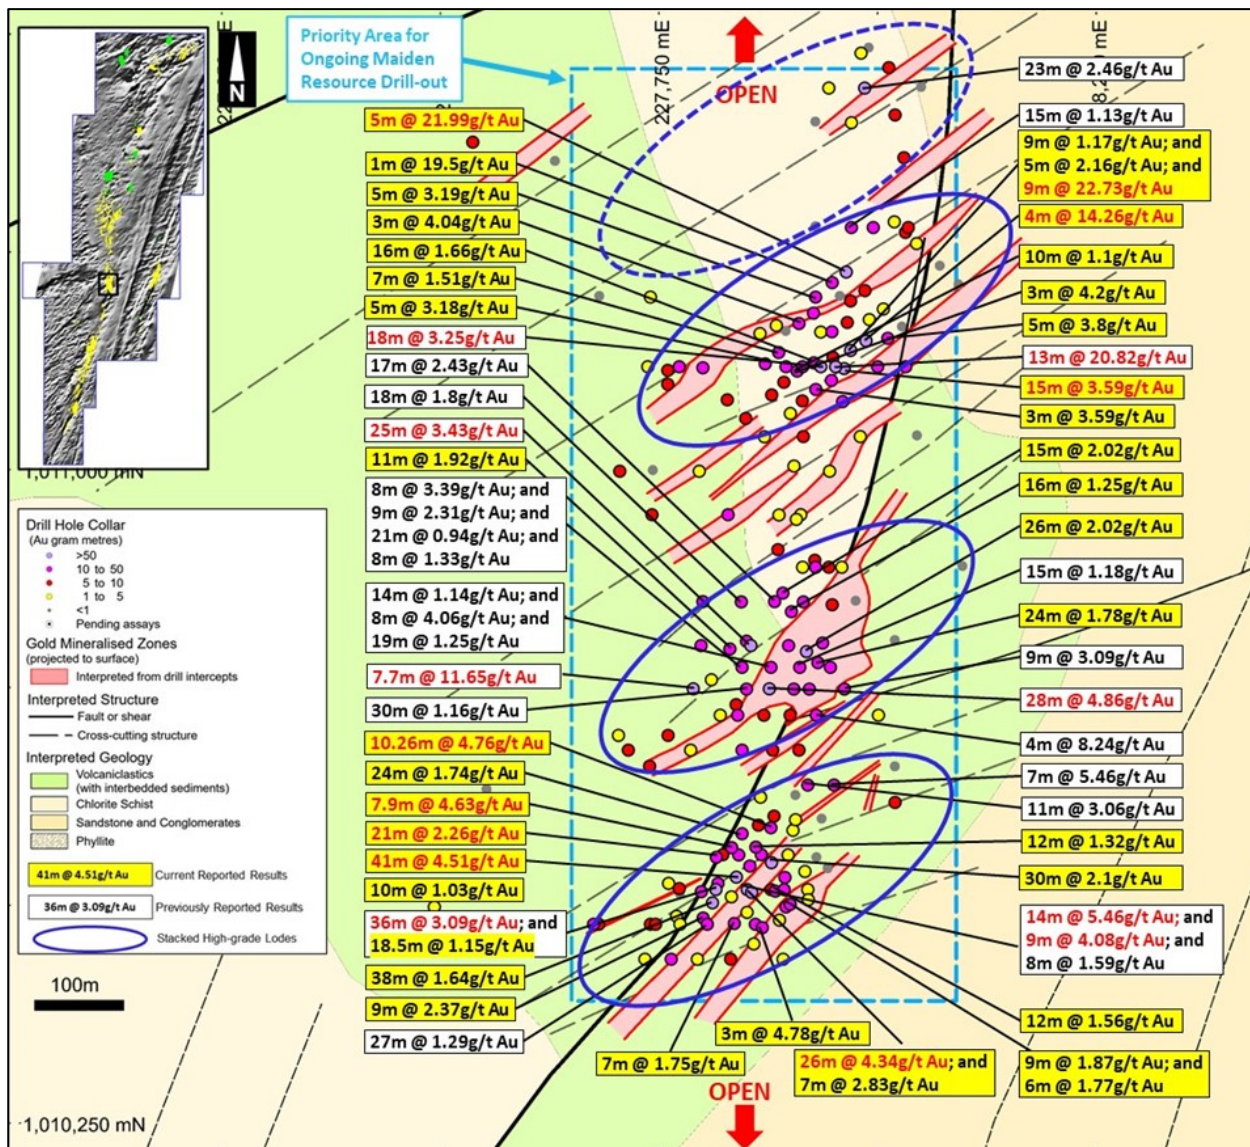 Priority Area for
Ongoing Maiden
Resource Drill-out
N
227,750 mE
OPEN
5m @ 21.99g/t Au
1m @ 19.5g/t Au
5m @ 3.19g/t Au
3m @ 4.04g/t Au
16m @ 1.66g/t Au
7m @ 1.51g/t Au
5m @ 3.18g/t Au
18m @ 3.25g/t Au
17m @ 2.43g/t Au
18m @ 1.8g/t Au
25m @ 3.43g/t Au
11m @ 1.92g/t Au
8m @ 3.39g/t Au; and
9m @ 2.31g/t Au; and
21m @ 0.94g/t Au; and
8m @ 1.33g/t Au
14m @ 1.14g/t Au; and
8m @ 4.06g/t Au; and
19m @ 1.25g/t Au
7.7m @ 11.65g/t Au
30m @ 1.16g/t Au
10.26m @ 4.76g/t Au
24m @ 1.74g/t Au
7.9m @ 4.63g/t Au
21m @ 2.26g/t Au
41m @ 4.51g/t Au
10m @ 1.03g/t Au
36m @ 3.09g/t Au; and
18.5m @ 1.15g/t Au
38m @ 1.64g/t Au
9m @ 2.37g/t Au
27m @ 1.29g/t Au
23m @ 2.46g/t Au
15m @ 1.13g/t Au
9m @ 1.17g/t Au; and
5m @ 2.16g/t Au; and
9m @ 22.73g/t Au
4m @ 14.26g/t Au
10m @ 1.1g/t Au
3m @ 4.2g/t Au
5m @ 3.8g/t Au
13m @ 20.82g/t Au
15m @ 3.59g/t Au
3m @ 3.59g/t Au
15m @ 2.02g/t Au
16m @ 1.25g/t Au
26m @ 2.02g/t Au
15m @ 1.18g/t Au
24m @ 1.78g/t Au
9m @ 3.09g/t Au
28m @ 4.86g/t Au
4m @ 8.24g/t Au
7m @ 5.46g/t Au
11m @ 3.06g/t Au
12m @ 1.32g/t Au
30m @ 2.1g/t Au
14m @ 5.46g/t Au; and
9m @ 4.08g/t Au; and
8m @ 1.59g/t Au
12m @ 1.56g/t Au
9m @ 1.87g/t Au; and
6m @ 1.77g/t Au
3m @ 4.78g/t Au
7m @ 1.75g/t Au
26m @ 4.34g/t Au; and
7m @ 2.83g/t Au
OPEN
1,011,000 mN
Drill Hole Collar
(Au gram metres)
>50
10 to 50
5 to 10
1 to 5
<1
Pending assays
Gold Mineralised Zones
(projected to surface)
Interpreted from drill intercepts
Interpreted Structure
Fault or shear
Cross-cutting structure
Interpreted Geology
Volcaniclastics
(with interbedded sediments)
Chlorite Schist
Sandstone and Conglomerates
Phyllite
41m @ 4.51g/t Au Current Reported Results
36m @ 3.09g/t Au Previously Reported Results
Stacked High-grade Lodes
100m
1,010,250 mN